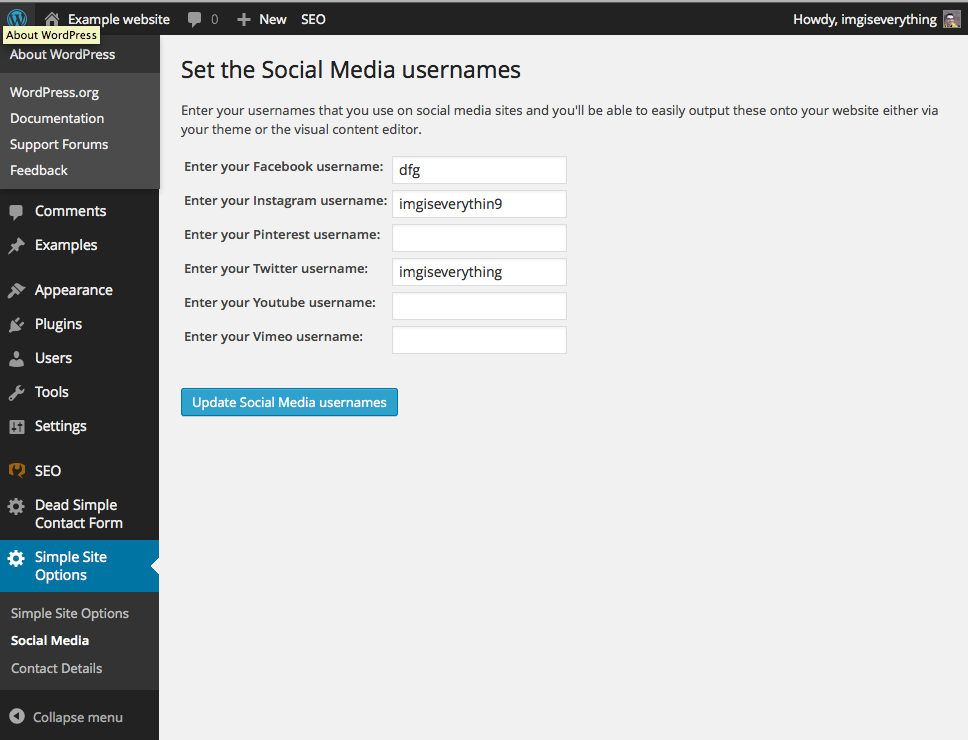 Example website 0 New SEO Howdy, imgiseverything
About WordPress
About WordPress
WordPress.org
Documentation
Support Forums
Feedback
Comments
Examples
Appearance
Plugins
Users
Tools
Settings
SEO
Dead Simple
Contact Form
Simple Site
Options
Simple Site Options
Social Media
Contact Details
Collapse menu
Set the Social Media usernames
Enter your usernames that you use on social media sites and you'll be able to easily output these onto your website either via
your theme or the visual content editor.
Enter your Facebook username: dfg
Enter your Instagram username: imgiseverythin9
Enter your Pinterest username:
Enter your Twitter username: imgiseverything
Enter your Youtube username:
Enter your Vimeo username:
Update Social Media usernames